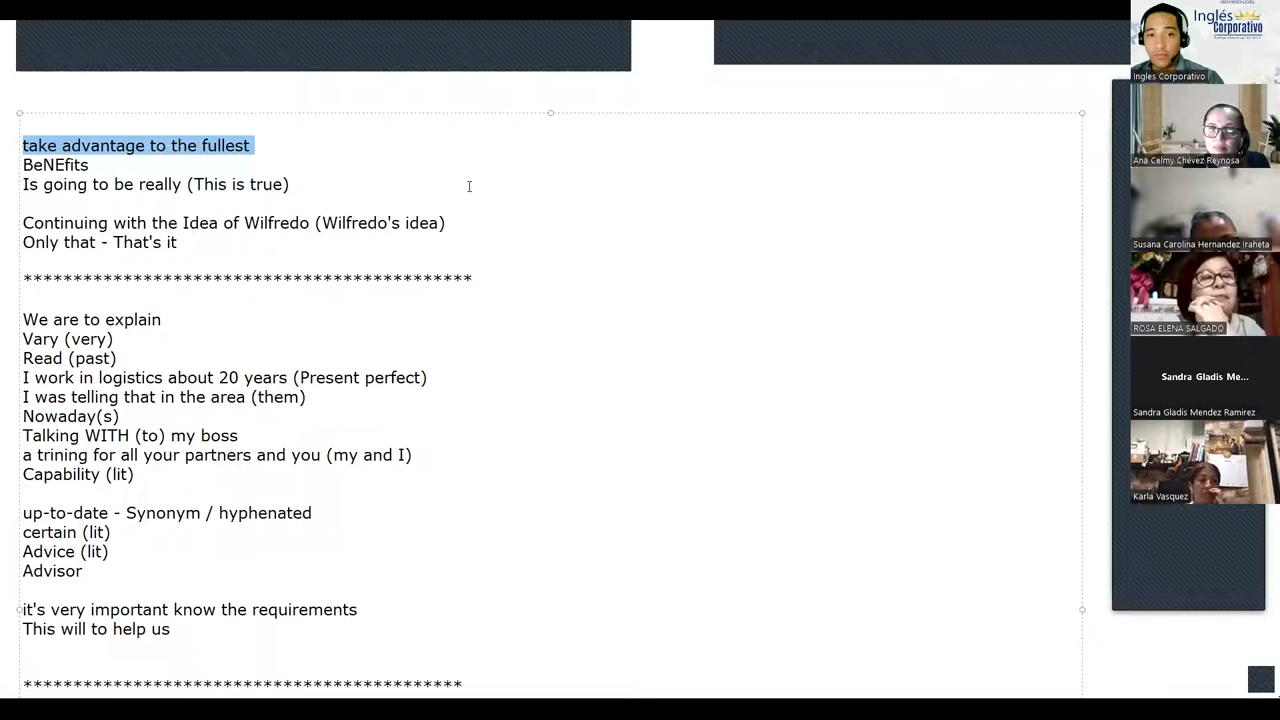 take advantage to the fullest
BeNEfits
Is going to be really (This is true)
Continuing with the Idea of Wilfredo (Wilfredo's idea)
Only that - That's it
*********************************************
We are to explain
Vary (very)
Read (past)
I work in logistics about 20 years (Present perfect)
I was telling that in the area (them)
Nowaday(s)
Talking WITH (to) my boss
a trining for all your partners and you (my and I)
Capability (lit)
up-to-date - Synonym / hyphenated
certain (lit)
Advice (lit)
Advisor
it's very important know the requirements
This will to help us
********************************************
Inglés
Corporativo
Ingles Corporativo
Ana Celmy Chévez Reynosa
Susana Carolina Hernandez Iraheta
ROSA ELENA SALGADO
Sandra Gladis Me...
Sandra Gladis Mendez Ramirez
Karla Vasquez